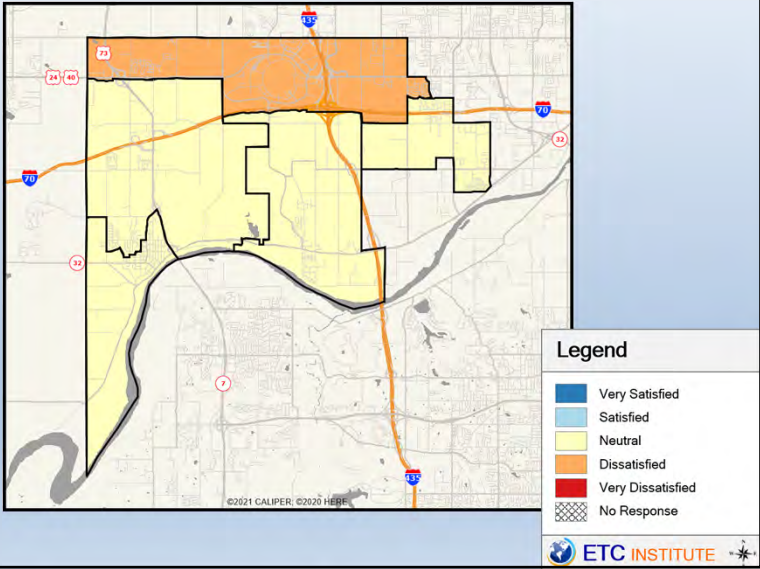 435
73
24 40
70
32
70
32
7
435
©2021 CALIPER; ©2020 HERE
Legend
Very Satisfied
Satisfied
Neutral
Dissatisfied
Very Dissatisfied
No Response
ETC INSTITUTE